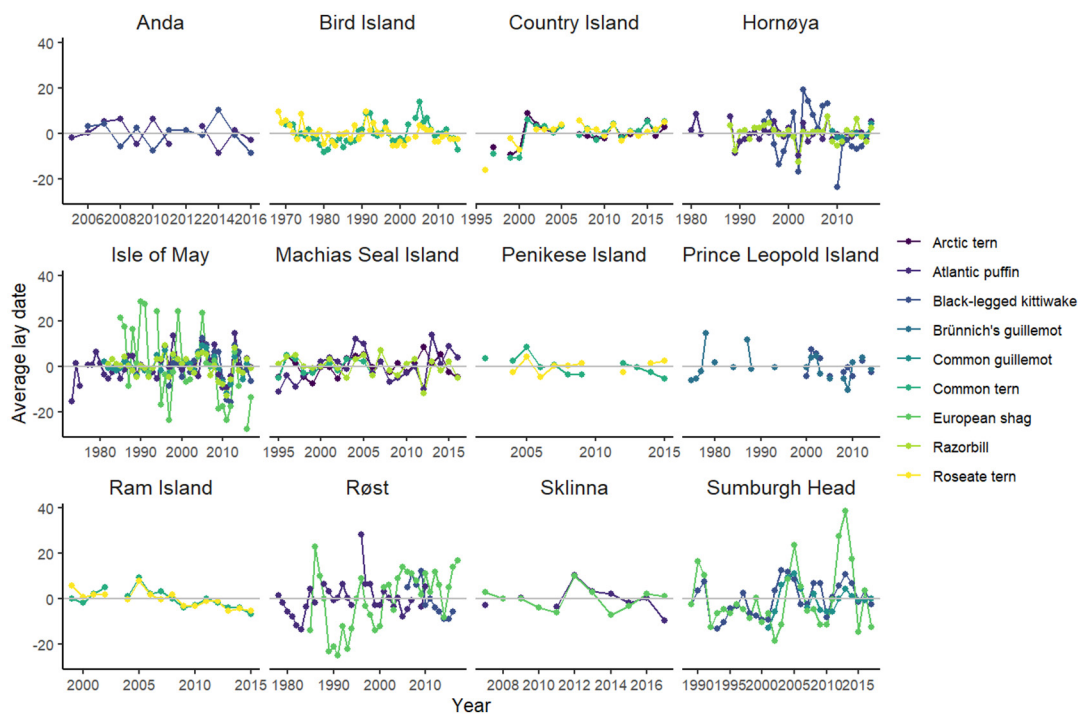 Anda
Bird Island
Country Island
Hornøya
40
20
0
-20
2006 2008 2010 2012 2014 2016
1970 1980 1990 2000 2010
1995 2000 2005 2010 2015
1980 1990 2000 2010
Isle of May
Machias Seal Island
Penikese Island
Prince Leopold Island
40
20
0
-20
1980 1990 2000 2010
1995 2000 2005 2010 2015
2005 2010 2015
1980 1990 2000 2010
Ram Island
Røst
Sklinna
Sumburgh Head
40
20
0
-20
2000 2005 2010 2015
1980 1990 2000 2010
2008 2010 2012 2014 2016
1990 1995 2000 2005 2010 2015
Average lay date
Year
Arctic tern
Atlantic puffin
Black-legged kittiwake
Brünnich's guillemot
Common guillemot
Common tern
European shag
Razorbill
Roseate tern